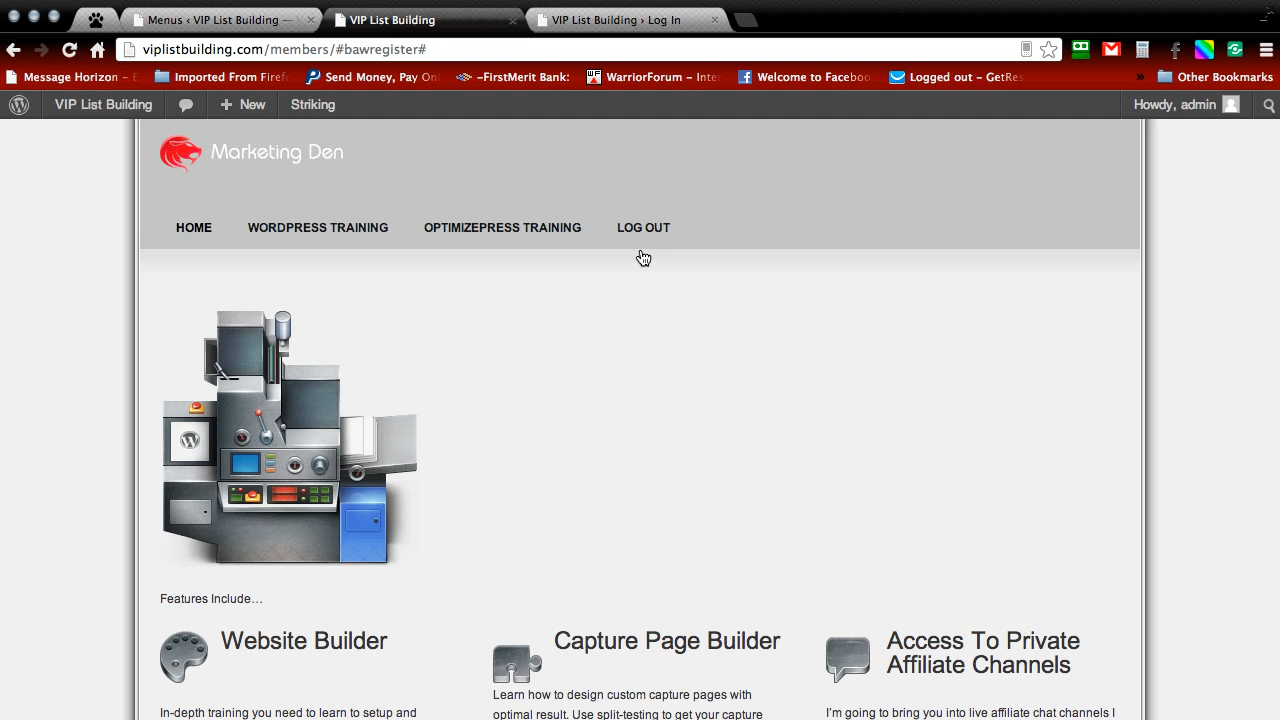 Menus ‹ VIP List Building —
VIP List Building
VIP List Building › Log In
viplistbuilding.com/members/#bawregister#
Message Horizon – E
Imported From Firef
Send Money, Pay On
–FirstMerit Bank:
WarriorForum – Inte
Welcome to Faceboo
Logged out – GetRes
»
Other Bookmarks
VIP List Building
+ New
Striking
Howdy, admin
Marketing Den
HOME
WORDPRESS TRAINING
OPTIMIZEPRESS TRAINING
LOG OUT
Features Include…
Website Builder
Capture Page Builder
Access To Private
Affiliate Channels
Learn how to design custom capture pages with
In-depth training you need to learn to setup and
optimal result. Use split-testing to get your capture
I'm going to bring you into live affiliate chat channels I